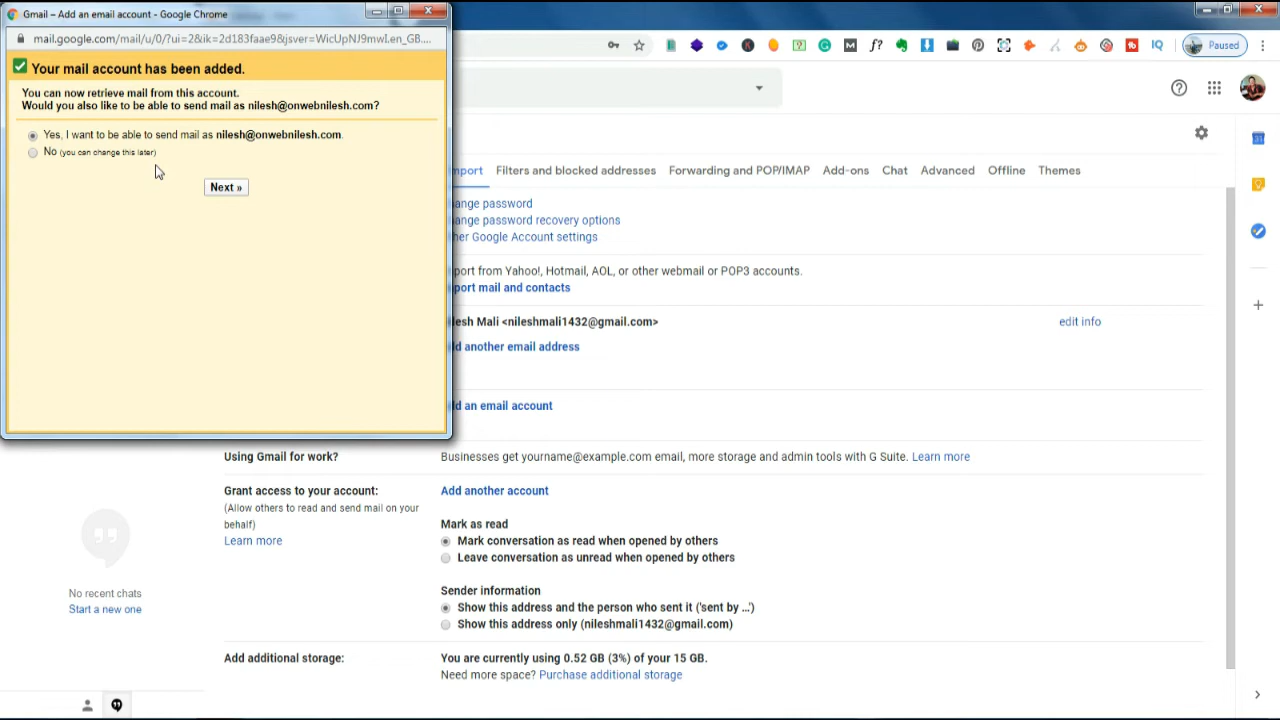 Gmail – Add an email account - Google Chrome
mail.google.com/mail/u/0/?ui=2&ik=2d183faae9&jsver=WicUpNJ9mwI.en_GB....
Your mail account has been added.
You can now retrieve mail from this account.
Would you also like to be able to send mail as nilesh@onwebnilesh.com?
Yes, I want to be able to send mail as nilesh@onwebnilesh.com.
No (you can change this later)
Next »
Paused
mport Filters and blocked addresses Forwarding and POP/IMAP Add-ons Chat Advanced Offline Themes
ange password
ange password recovery options
her Google Account settings
port from Yahoo!, Hotmail, AOL, or other webmail or POP3 accounts.
port mail and contacts
lesh Mali <nileshmali1432@gmail.com>
edit info
d another email address
d an email account
Using Gmail for work?
Businesses get yourname@example.com email, more storage and admin tools with G Suite. Learn more
Grant access to your account:
(Allow others to read and send mail on your
behalf)
Learn more
Add another account
Mark as read
Mark conversation as read when opened by others
Leave conversation as unread when opened by others
Sender information
Show this address and the person who sent it ('sent by ...')
Show this address only (nileshmali1432@gmail.com)
No recent chats
Start a new one
Add additional storage:
You are currently using 0.52 GB (3%) of your 15 GB.
Need more space? Purchase additional storage